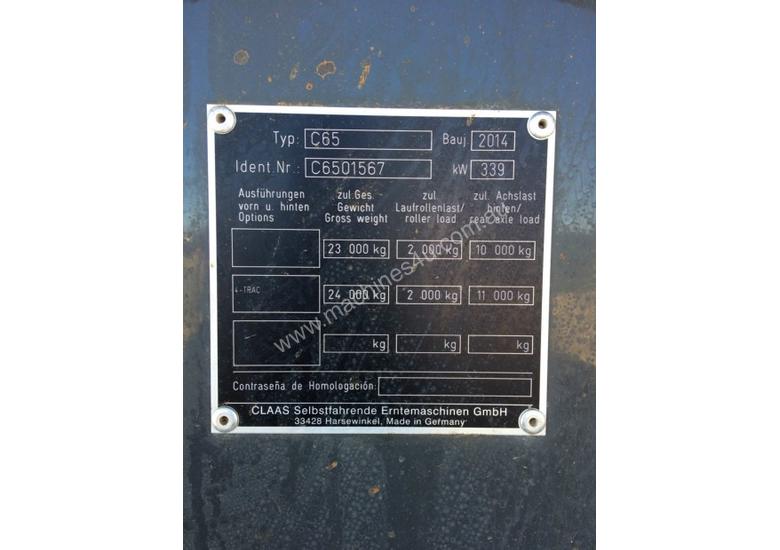 Typ: C65 Bauj 2014
Ident.Nr.: C6501567 kW 339
Ausführungen vorn u. hinten Options
zul.Ges. Gewicht Gross weight
zul. Laufrollenlast/ roller load
zul. Achslast hinten/ rear axle load
23 000 kg 2 000 kg 10 000 kg
4-TRAC 24 000 kg 2 000 kg 11 000 kg
kg kg kg
Contraseña de Homologación:
CLAAS Selbstfahrende Erntemaschinen GmbH
33428 Harsewinkel, Made in Germany
www.machines4u.com.au